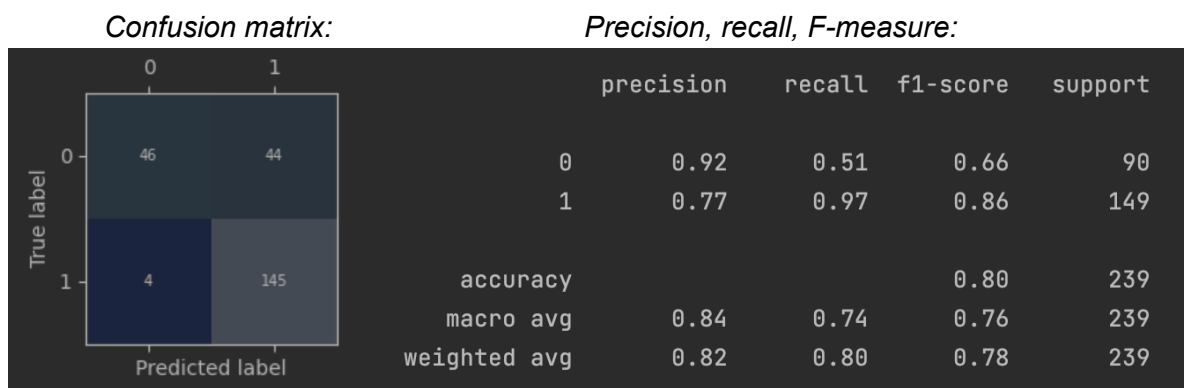 Confusion matrix:
Precision, recall, F-measure:
0 1
0 46 44
1 4 145
True label
Predicted label
precision recall f1-score support
0 0.92 0.51 0.66 90
1 0.77 0.97 0.86 149
accuracy 0.80 239
macro avg 0.84 0.74 0.76 239
weighted avg 0.82 0.80 0.78 239